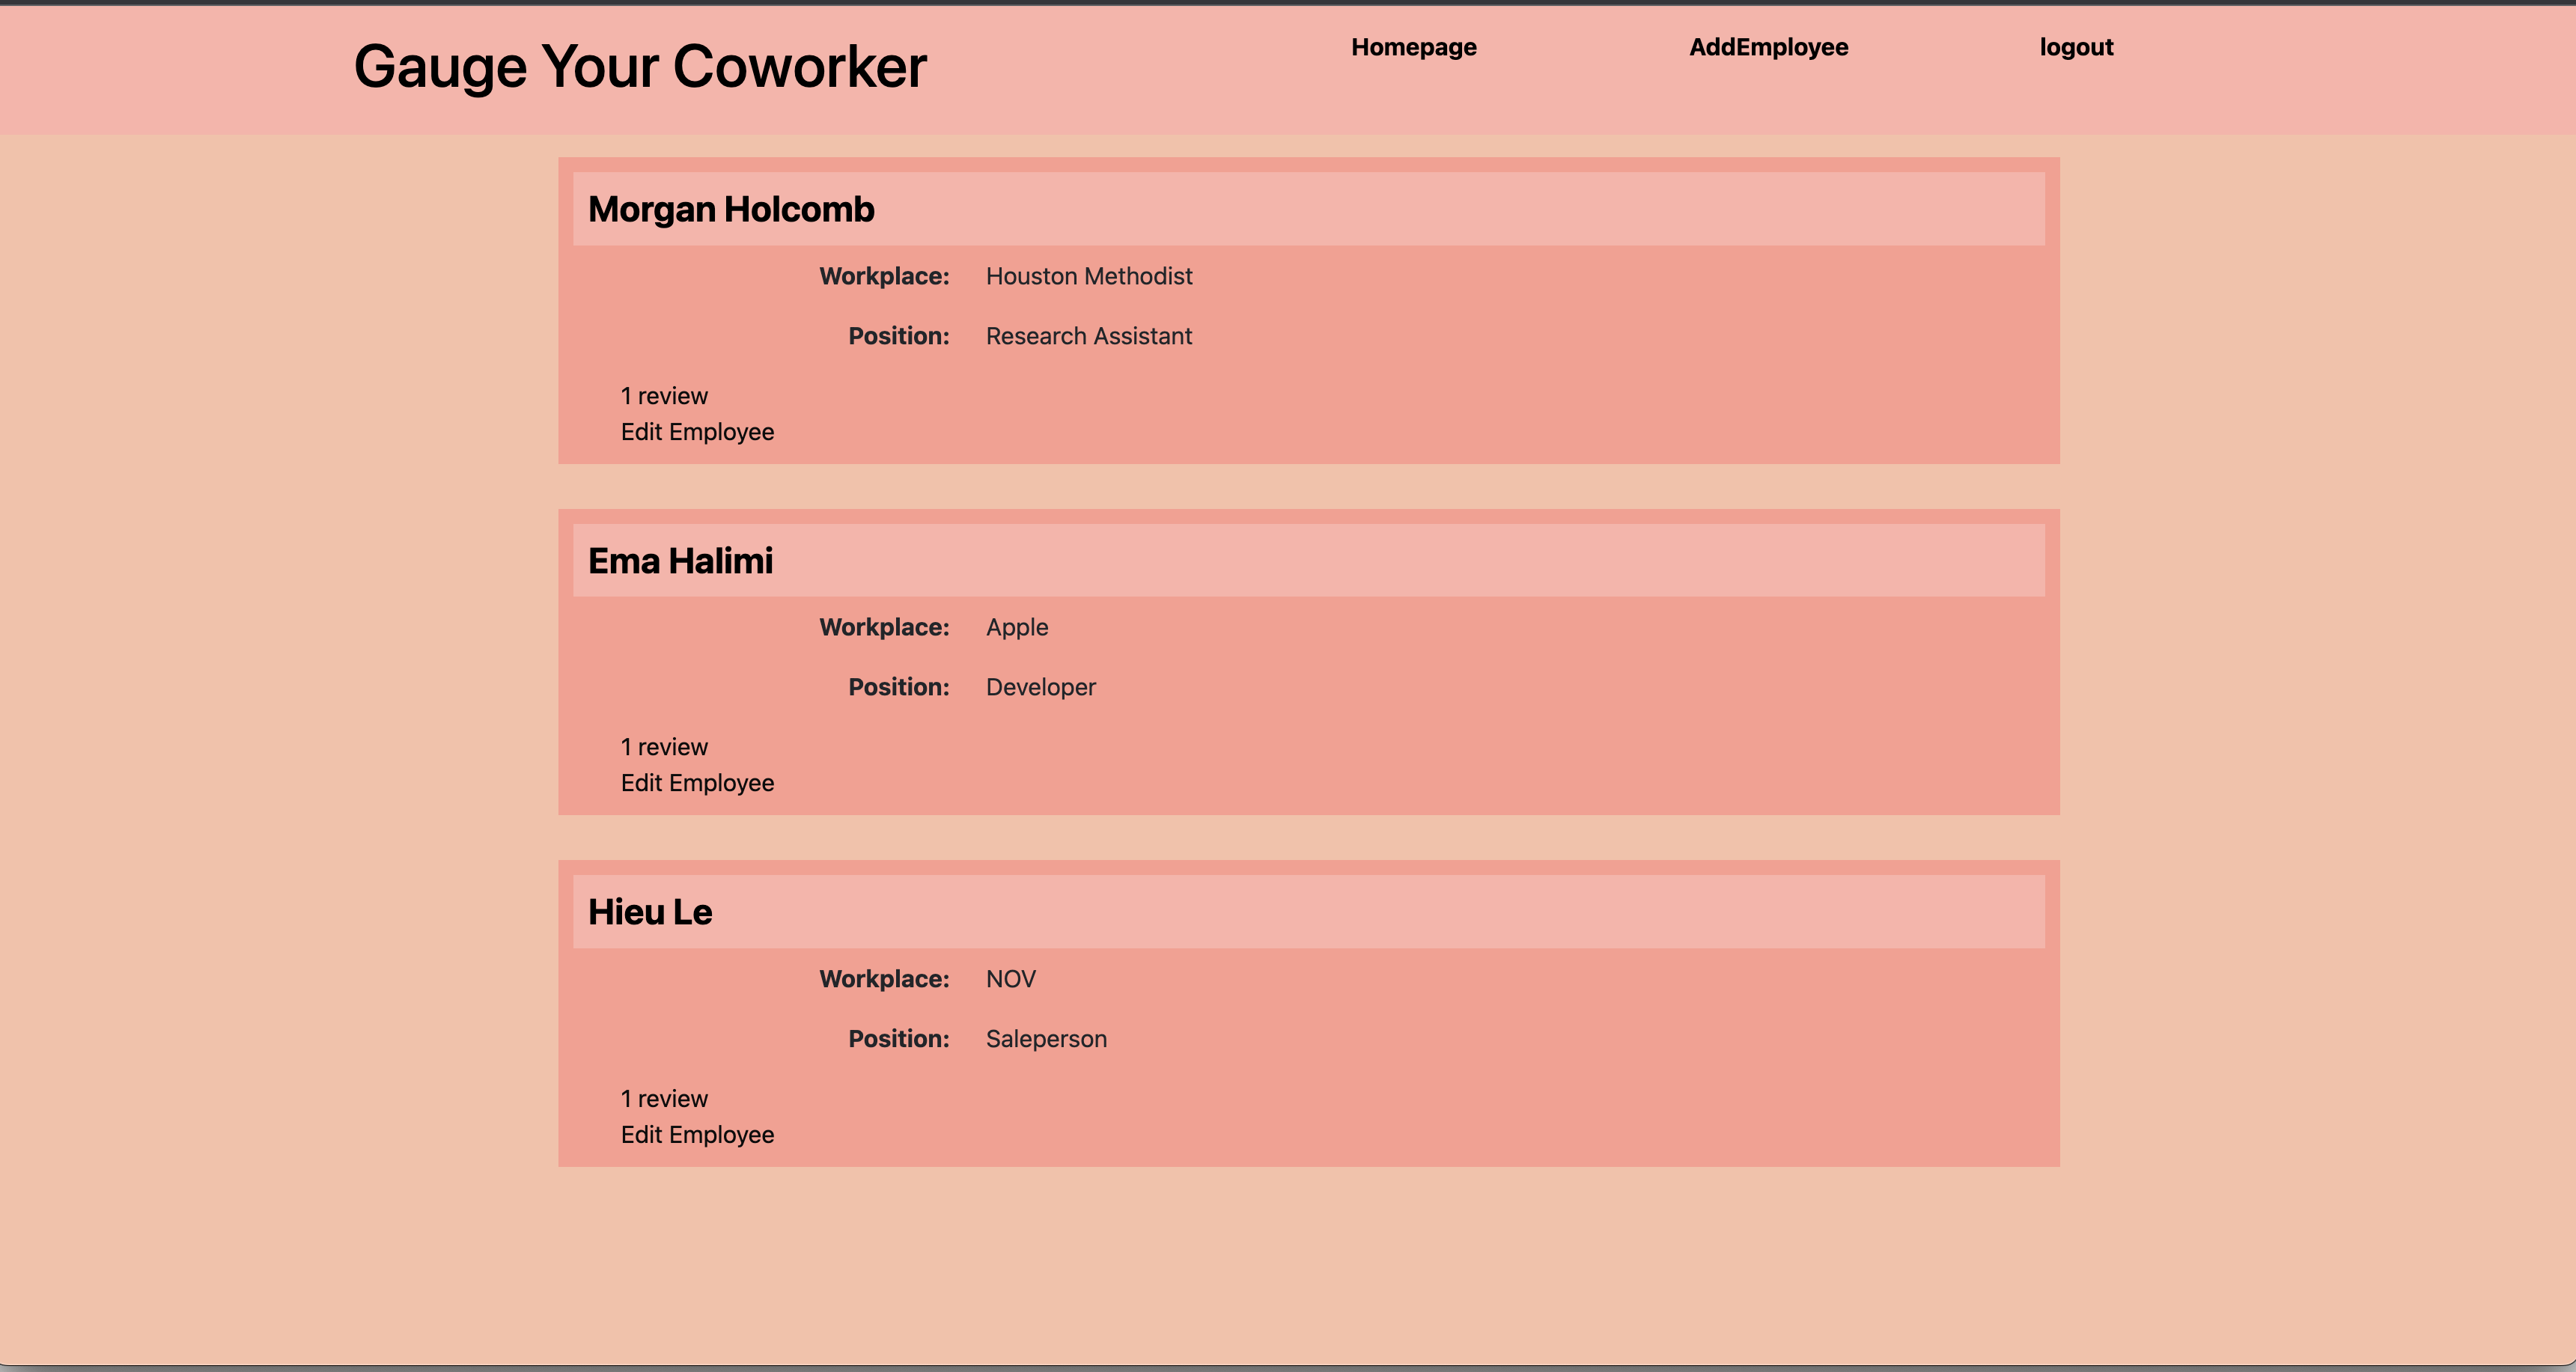 Gauge Your Coworker
Homepage AddEmployee logout
Morgan Holcomb
Workplace: Houston Methodist
Position: Research Assistant
1 review
Edit Employee
Ema Halimi
Workplace: Apple
Position: Developer
1 review
Edit Employee
Hieu Le
Workplace: NOV
Position: Saleperson
1 review
Edit Employee